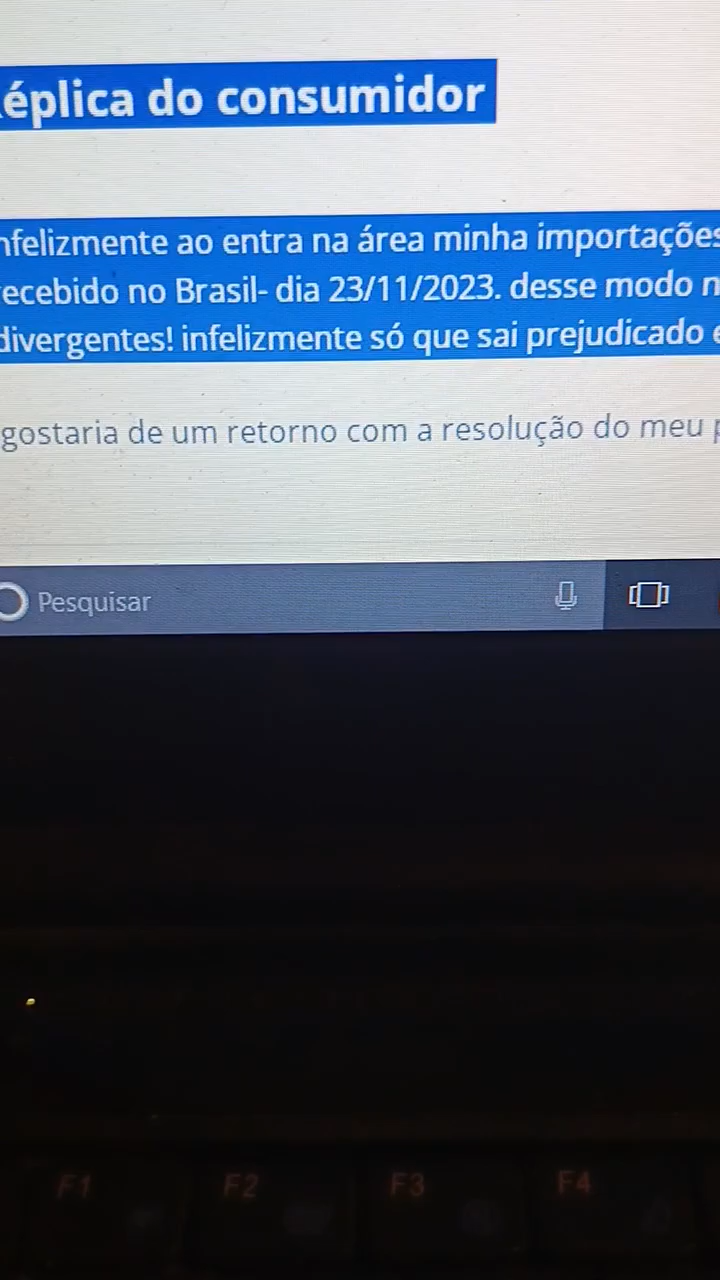 éplica do consumidor
nfelizmente ao entra na área minha importações
ecebido no Brasil- dia 23/11/2023. desse modo n
divergentes! infelizmente só que sai prejudicado e
gostaria de um retorno com a resolução do meu p
Pesquisar
F1 F2 F3 F4